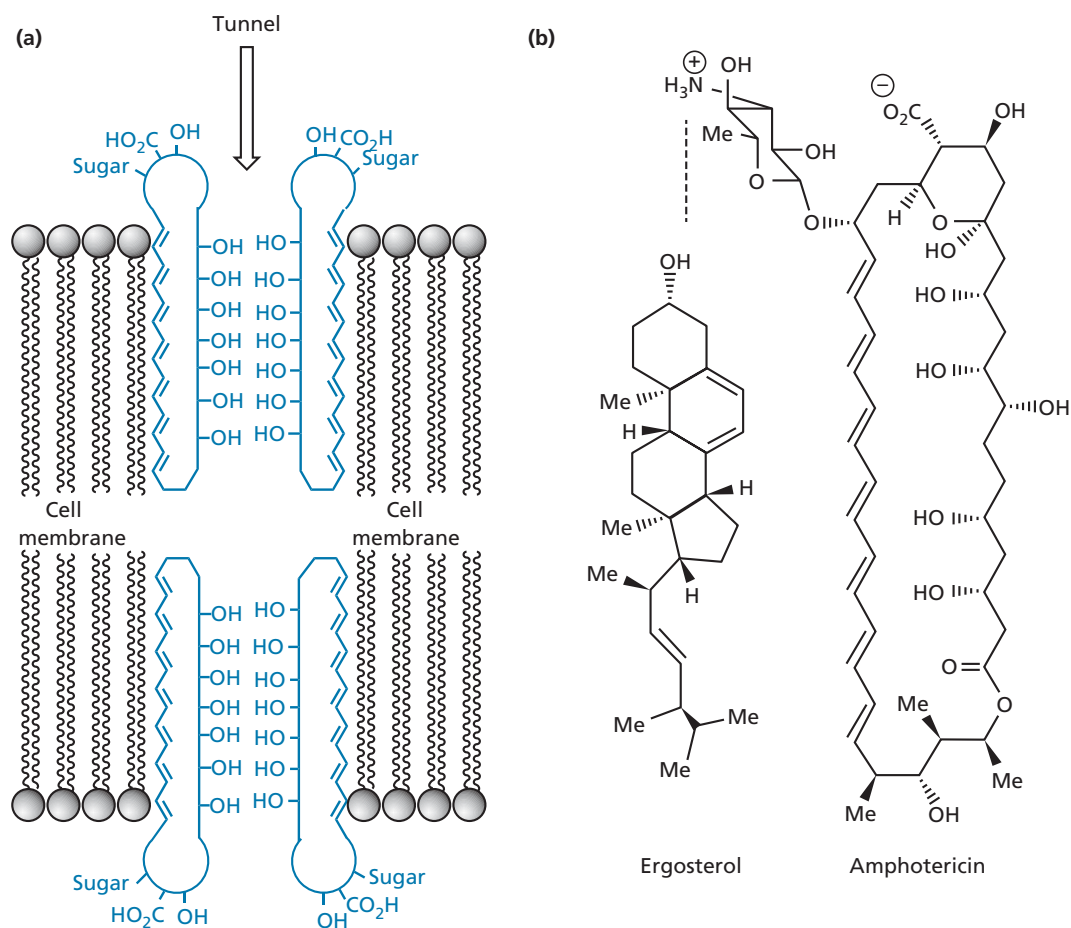 (a)
Tunnel
HO2C OH
Sugar
OH CO2H
Sugar
OH HO
OH HO
OH HO
OH HO
OH HO
OH HO
OH HO
Cell
membrane
Cell
membrane
OH HO
OH HO
OH HO
OH HO
OH HO
OH HO
OH HO
Sugar
HO2C OH
Sugar
CO2H
OH
(b)
OH
+
H3N
Me
OH
O
O
−
O2C
OH
H
O
HO
HO
HO
OH
HO
HO
O
O
Me
Me
Me
OH
OH
Me
H
H
Me
Me
H
Me
Me
Me
Ergosterol
Amphotericin